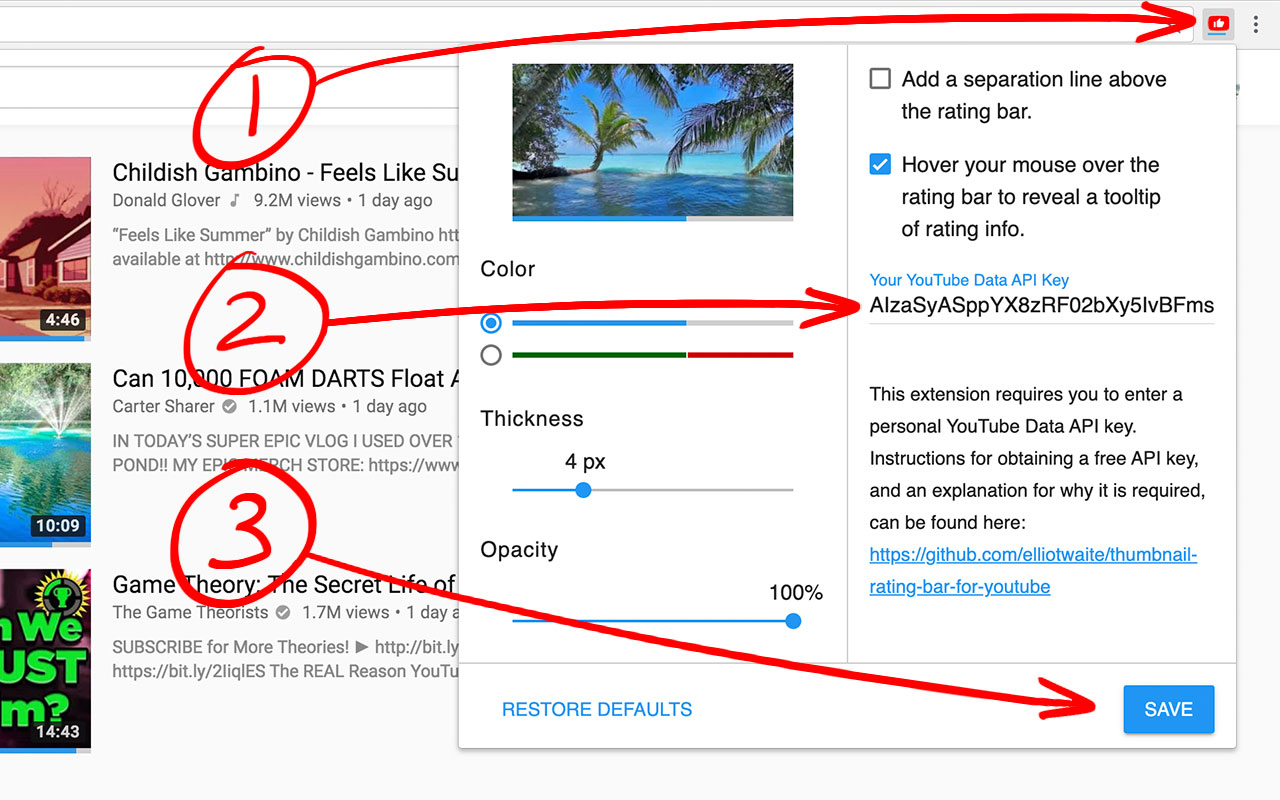 1
Childish Gambino - Feels Like Su
Donald Glover 9.2M views • 1 day ago
“Feels Like Summer” by Childish Gambino htt
available at http://www.childishgambino.com
4:46
2
Can 10,000 FOAM DARTS Float A
Carter Sharer 1.1M views • 1 day ago
IN TODAY’S SUPER EPIC VLOG I USED OVER
POND!! MY EPIC MERCH STORE: https://www
10:09
3
Game Theory: The Secret Life of
The Game Theorists 1.7M views • 1 day a
SUBSCRIBE for More Theories! ► http://bit.ly
https://bit.ly/2IiqlES The REAL Reason YouTu
n We
UST
m?
14:43
Color
Thickness
4 px
Opacity
100%
Add a separation line above
the rating bar.
Hover your mouse over the
rating bar to reveal a tooltip
of rating info.
Your YouTube Data API Key
AIzaSyASppYX8zRF02bXy5IvBFms
This extension requires you to enter a
personal YouTube Data API key.
Instructions for obtaining a free API key,
and an explanation for why it is required,
can be found here:
https://github.com/elliotwaite/thumbnail-
rating-bar-for-youtube
RESTORE DEFAULTS
SAVE